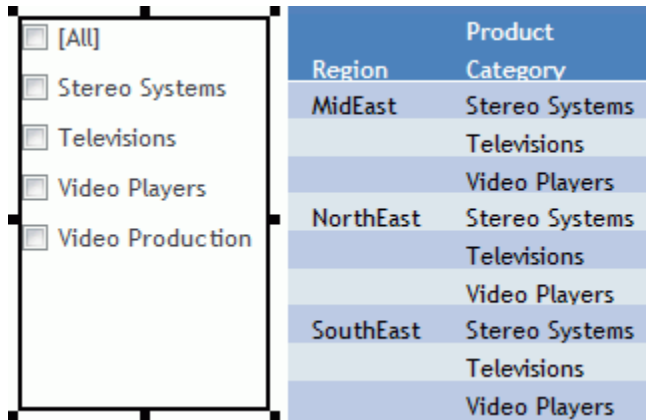 [All]
Stereo Systems
Televisions
Video Players
Video Production
Product
Region Category
MidEast Stereo Systems
Televisions
Video Players
NorthEast Stereo Systems
Televisions
Video Players
SouthEast Stereo Systems
Televisions
Video Players